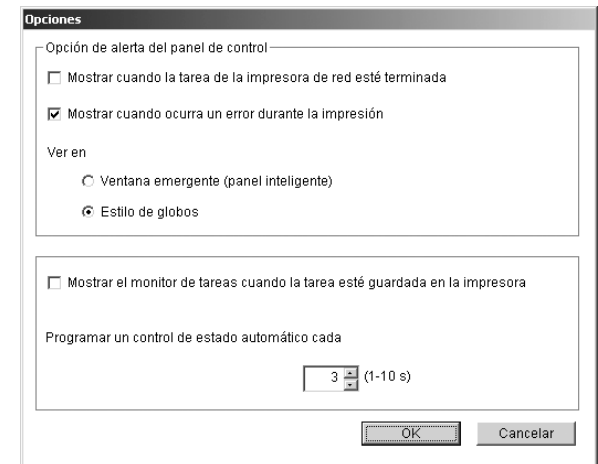 Opciones
Opción de alerta del panel de control
Mostrar cuando la tarea de la impresora de red esté terminada
Mostrar cuando ocurra un error durante la impresión
Ver en
Ventana emergente (panel inteligente)
Estilo de globos
Mostrar el monitor de tareas cuando la tarea esté guardada en la impresora
Programar un control de estado automático cada
3 (1-10 s)
OK Cancelar